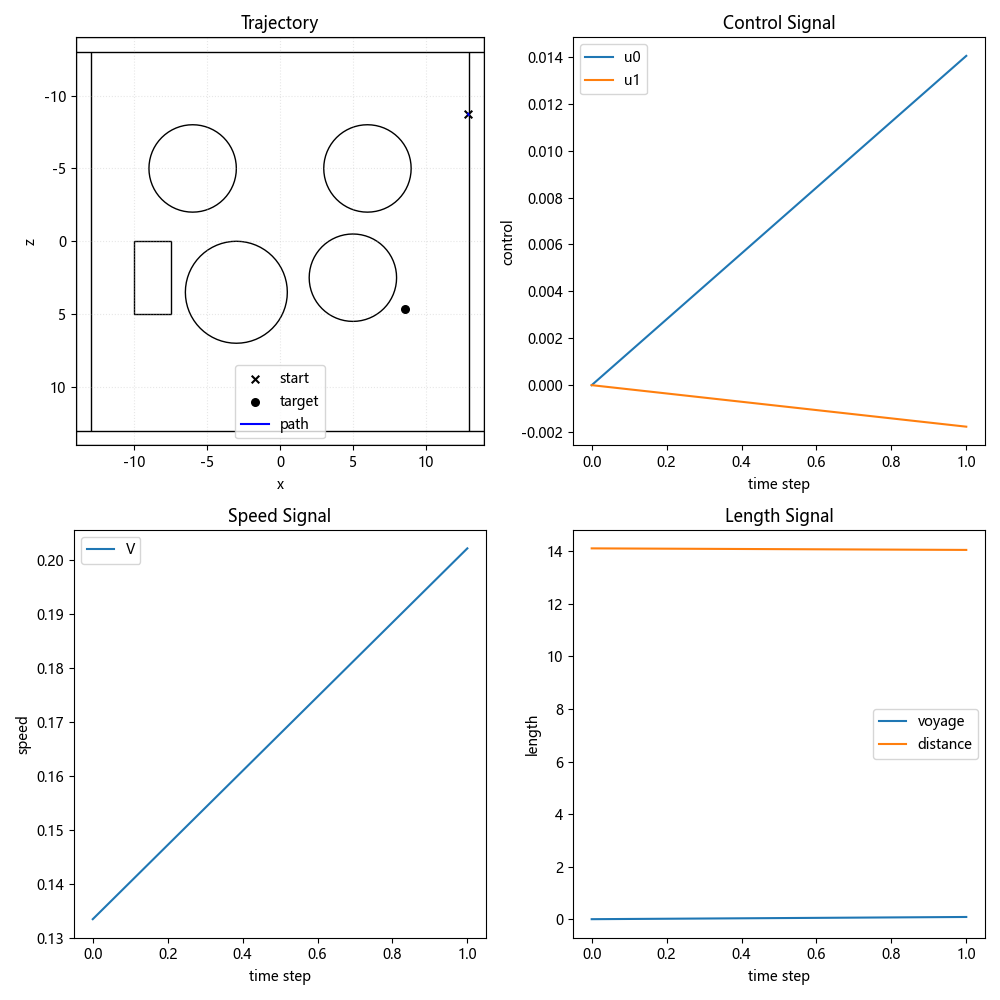 Trajectory
-10
-5
0
5
10
z
-10
-5
0
5
10
x
start
target
path
Control Signal
0.014
0.012
0.010
0.008
0.006
0.004
0.002
0.000
-0.002
control
0.0
0.2
0.4
0.6
0.8
1.0
time step
u0
u1
Speed Signal
0.20
0.19
0.18
0.17
0.16
0.15
0.14
0.13
speed
0.0
0.2
0.4
0.6
0.8
1.0
time step
V
Length Signal
14
12
10
8
6
4
2
0
length
0.0
0.2
0.4
0.6
0.8
1.0
time step
voyage
distance